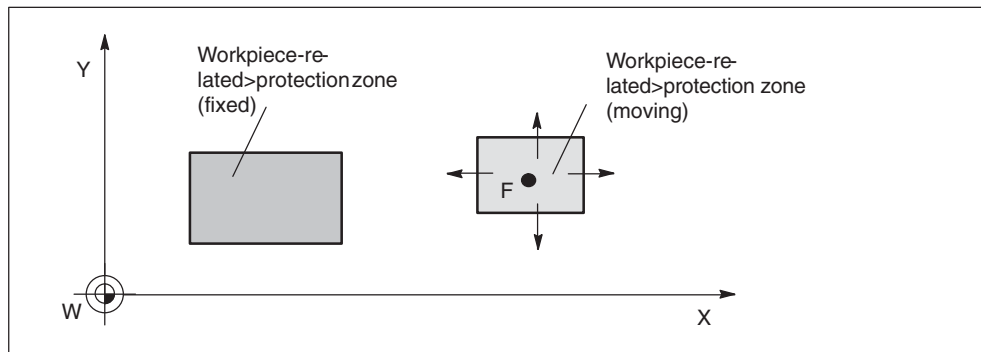 Y
Workpiece-re-
lated>protection zone
(fixed)
Workpiece-re-
lated>protection zone
(moving)
F
W
X